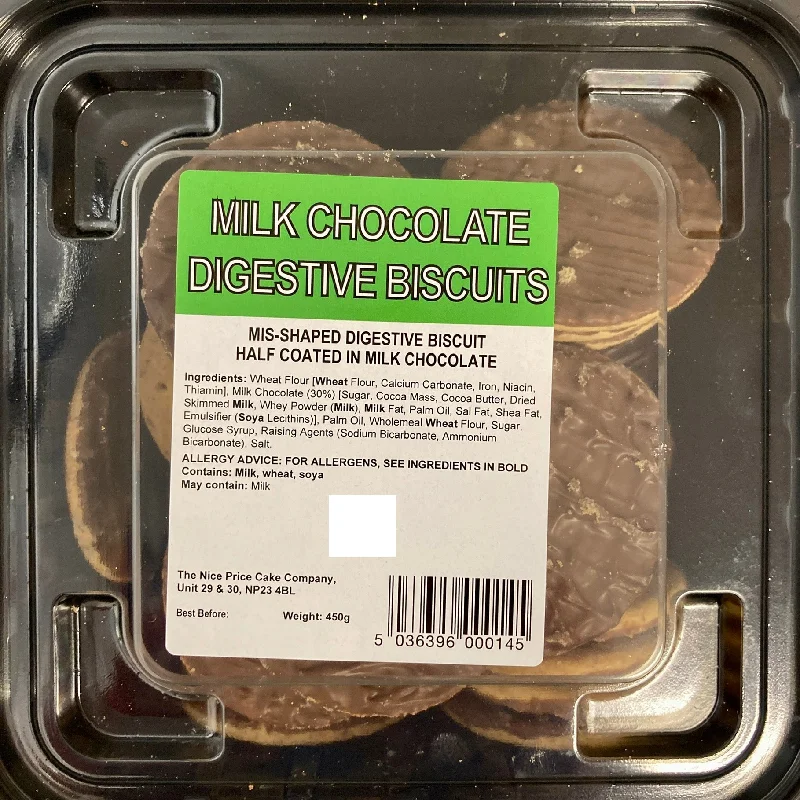 MILK CHOCOLATE
DIGESTIVE BISCUITS
MIS-SHAPED DIGESTIVE BISCUIT
HALF COATED IN MILK CHOCOLATE
Ingredients: Wheat Flour [Wheat Flour, Calcium Carbonate, Iron, Niacin,
Thiamin], Milk Chocolate (30%) [Sugar, Cocoa Mass, Cocoa Butter, Dried
Skimmed Milk, Whey Powder (Milk), Milk Fat, Palm Oil, Sal Fat, Shea Fat,
Emulsifier (Soya Lecithins)], Palm Oil, Wholemeal Wheat Flour, Sugar,
Glucose Syrup, Raising Agents (Sodium Bicarbonate, Ammonium
Bicarbonate), Salt.
ALLERGY ADVICE: FOR ALLERGENS, SEE INGREDIENTS IN BOLD
Contains: Milk, wheat, soya
May contain: Milk
The Nice Price Cake Company,
Unit 29 & 30, NP23 4BL
Best Before: Weight: 450g
5 036396 000145